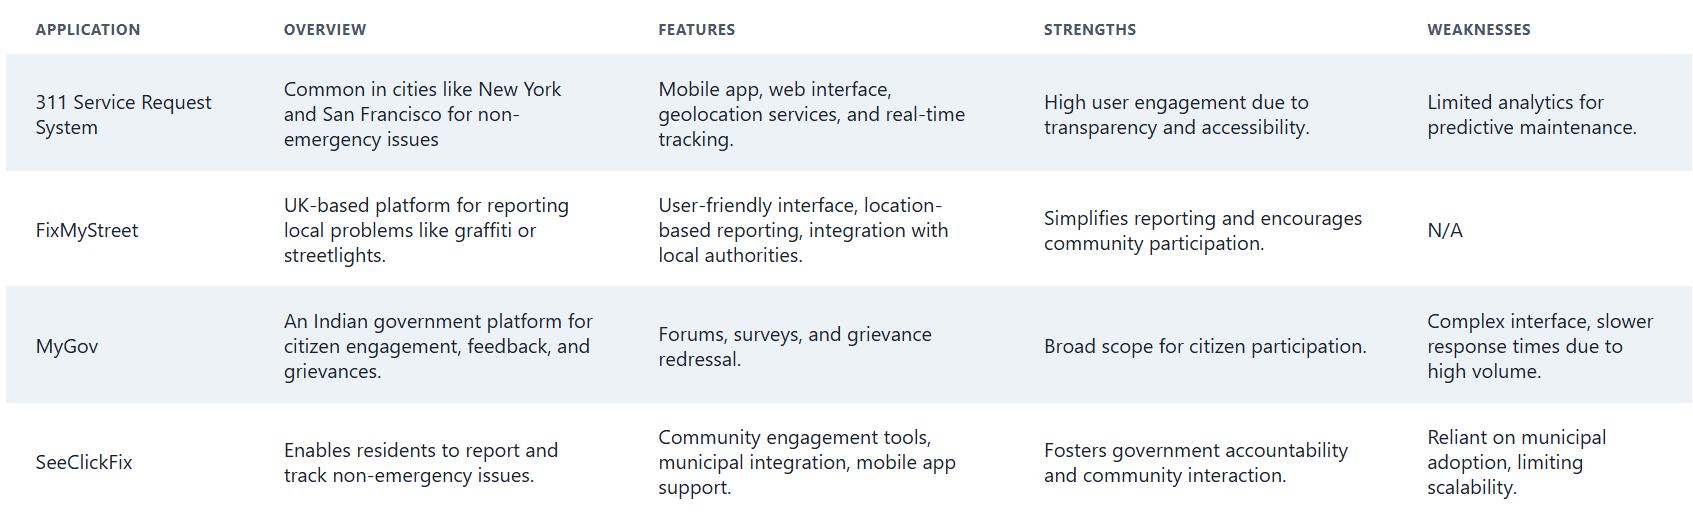 APPLICATION
OVERVIEW
FEATURES
STRENGTHS
WEAKNESSES
311 Service Request
System
Common in cities like New York
and San Francisco for non-
emergency issues
Mobile app, web interface,
geolocation services, and real-time
tracking.
High user engagement due to
transparency and accessibility.
Limited analytics for
predictive maintenance.
FixMyStreet
UK-based platform for reporting
local problems like graffiti or
streetlights.
User-friendly interface, location-
based reporting, integration with
local authorities.
Simplifies reporting and encourages
community participation.
N/A
MyGov
An Indian government platform for
citizen engagement, feedback, and
grievances.
Forums, surveys, and grievance
redressal.
Broad scope for citizen participation.
Complex interface, slower
response times due to
high volume.
SeeClickFix
Enables residents to report and
track non-emergency issues.
Community engagement tools,
municipal integration, mobile app
support.
Fosters government accountability
and community interaction.
Reliant on municipal
adoption, limiting
scalability.